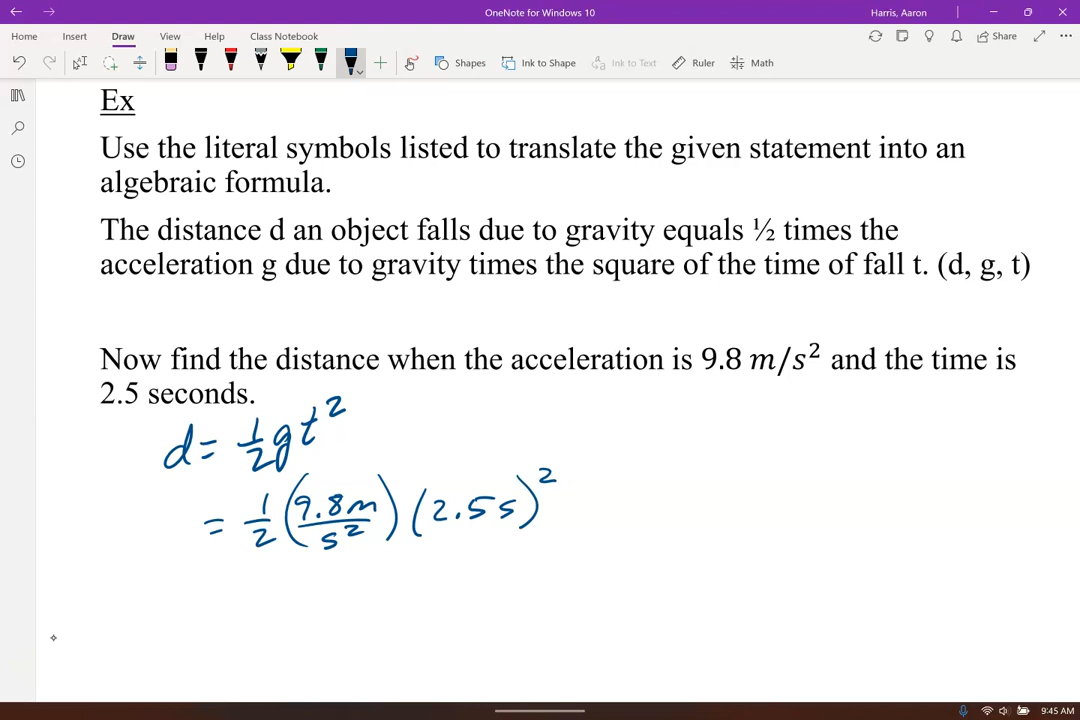 OneNote for Windows 10
Harris, Aaron
Home Insert Draw View Help Class Notebook Share
Shapes Ink to Shape Ink to Text Ruler Math
Ex
Use the literal symbols listed to translate the given statement into an
algebraic formula.
The distance d an object falls due to gravity equals ½ times the
acceleration g due to gravity times the square of the time of fall t. (d, g, t)
Now find the distance when the acceleration is 9.8 m/s² and the time is
2.5 seconds.
d = 1/2 g t²
= 1/2 (9.8m/s²) (2.5s)²
9:45 AM